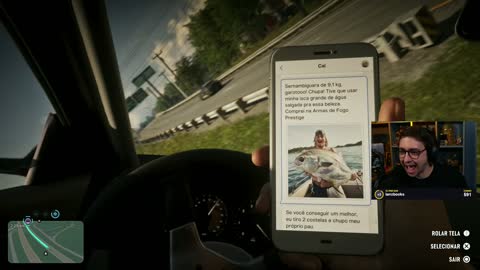 Cal
Sernambiguara de 9,1 kg,
garotooo! Chupa! Tive que usar
minha isca grande de água
salgada pra essa beleza.
Comprei na Armas de Fogo
Prestige
Se você conseguir um melhor,
eu tiro 2 costelas e chupo meu
próprio pau.
591
ROLAR TELA
SELECIONAR
SAIR